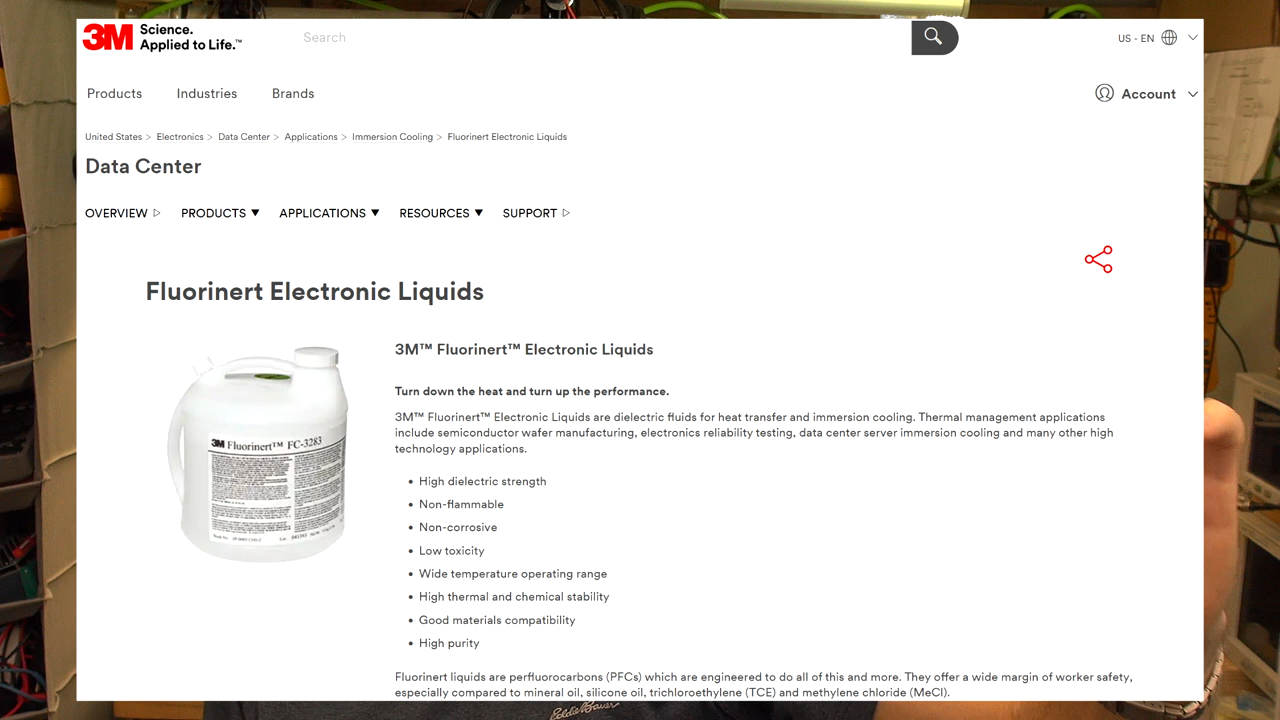 3M Science.
Applied to Life.™
Search
US - EN
Products Industries Brands
Account
United States > Electronics > Data Center > Applications > Immersion Cooling > Fluorinert Electronic Liquids
Data Center
OVERVIEW ▷ PRODUCTS ▼ APPLICATIONS ▼ RESOURCES ▼ SUPPORT ▷
Fluorinert Electronic Liquids
3M Fluorinert™ FC-3283
3M™ Fluorinert™ Electronic Liquids
Turn down the heat and turn up the performance.
3M™ Fluorinert™ Electronic Liquids are dielectric fluids for heat transfer and immersion cooling. Thermal management applications
include semiconductor wafer manufacturing, electronics reliability testing, data center server immersion cooling and many other high
technology applications.
• High dielectric strength
• Non-flammable
• Non-corrosive
• Low toxicity
• Wide temperature operating range
• High thermal and chemical stability
• Good materials compatibility
• High purity
Fluorinert liquids are perfluorocarbons (PFCs) which are engineered to do all of this and more. They offer a wide margin of worker safety,
especially compared to mineral oil, silicone oil, trichloroethylene (TCE) and methylene chloride (MeCl).
Eddie Bauer